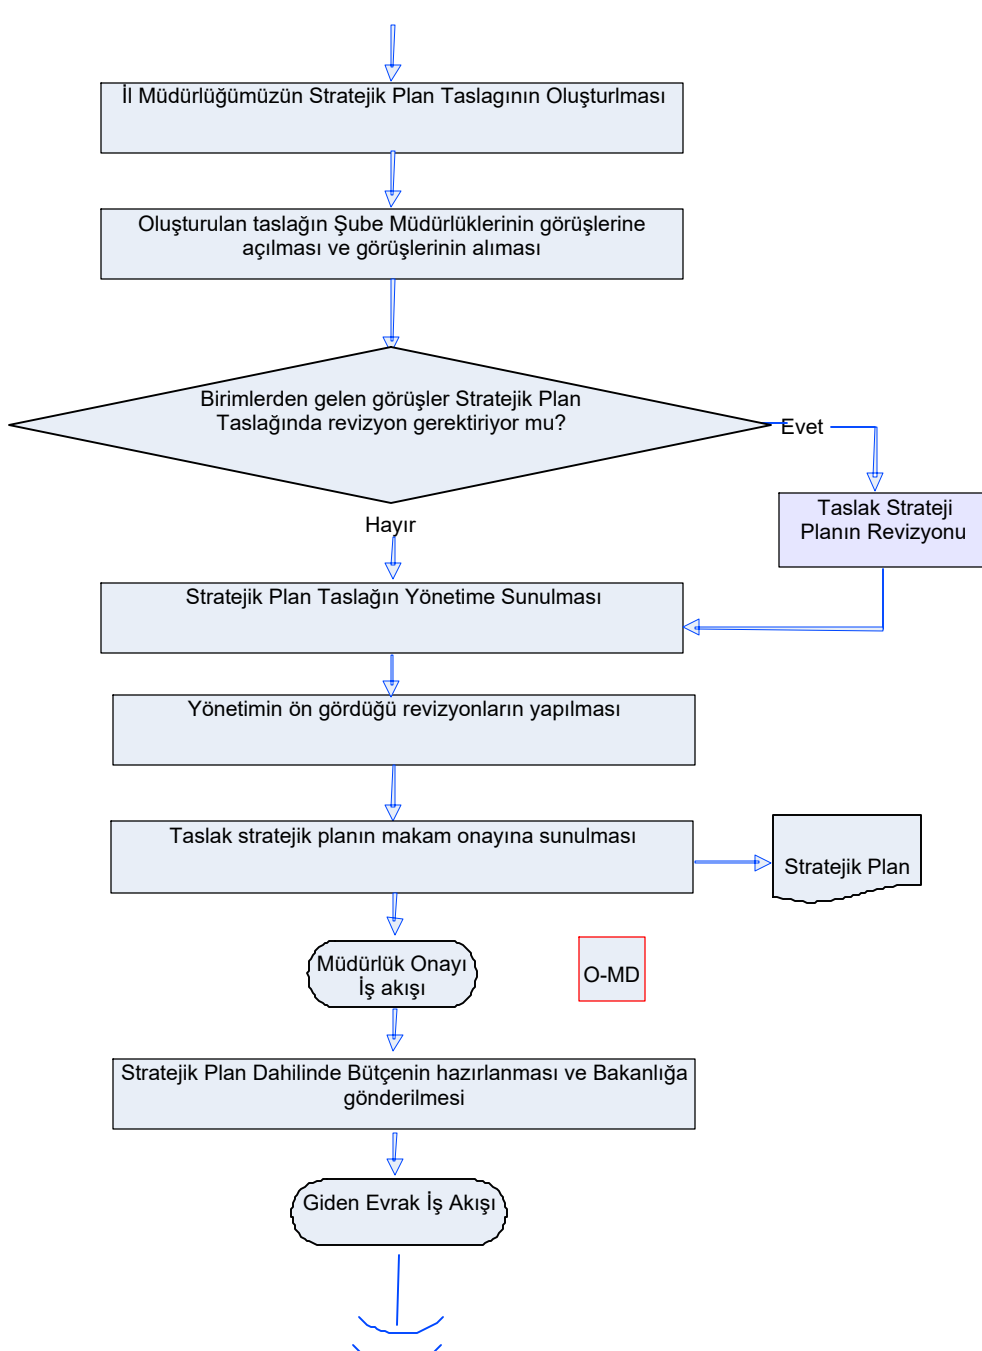 İl Müdürlüğümüzün Stratejik Plan Taslagının Oluşturlması
Oluşturulan taslağın Şube Müdürlüklerinin görüşlerine
açılması ve görüşlerinin alıması
Birimlerden gelen görüşler Stratejik Plan
Taslağında revizyon gerektiriyor mu?
Evet
Taslak Strateji
Planın Revizyonu
Hayır
Stratejik Plan Taslağın Yönetime Sunulması
Yönetimin ön gördüğü revizyonların yapılması
Taslak stratejik planın makam onayına sunulması
Stratejik Plan
Müdürlük Onayı
İş akışı
O-MD
Stratejik Plan Dahilinde Bütçenin hazırlanması ve Bakanlığa
gönderilmesi
Giden Evrak İş Akışı